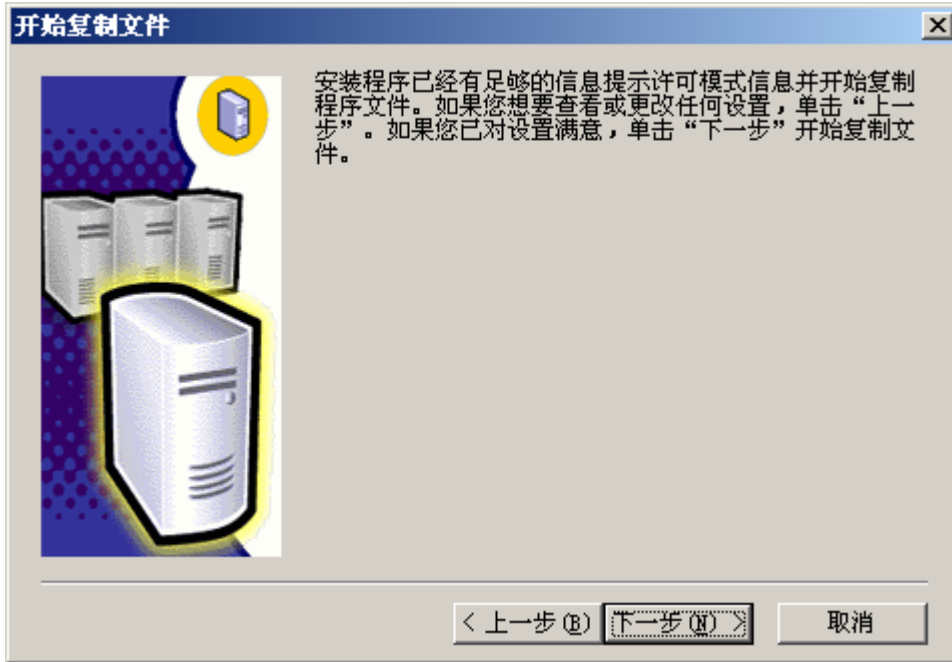 开始复制文件
安装程序已经有足够的信息提示许可模式信息并开始复制
程序文件。如果您想要查看或更改任何设置，单击“上一
步”。如果您已对设置满意，单击“下一步”开始复制文
件。
< 上一步(B) 下一步(N) > 取消